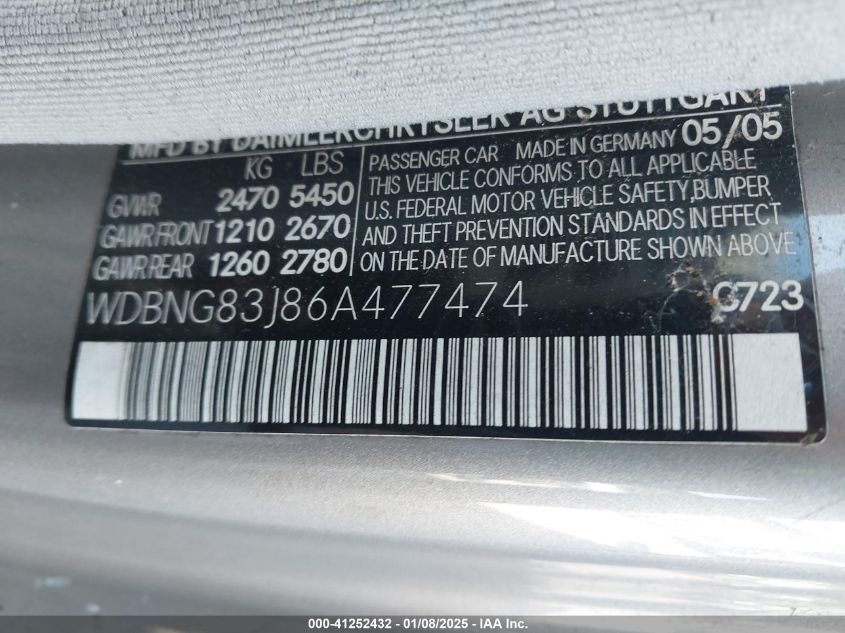 MFD BY DAIMLERCHRYSLER AG STUTTGART
KG LBS
GVWR 2470 5450
GAWR FRONT 1210 2670
GAWR REAR 1260 2780
PASSENGER CAR MADE IN GERMANY 05/05
THIS VEHICLE CONFORMS TO ALL APPLICABLE
U.S. FEDERAL MOTOR VEHICLE SAFETY,BUMPER
AND THEFT PREVENTION STANDARDS IN EFFECT
ON THE DATE OF MANUFACTURE SHOWN ABOVE
WDBNG83J86A477474 C723
000-41252432 - 01/08/2025 - IAA Inc.